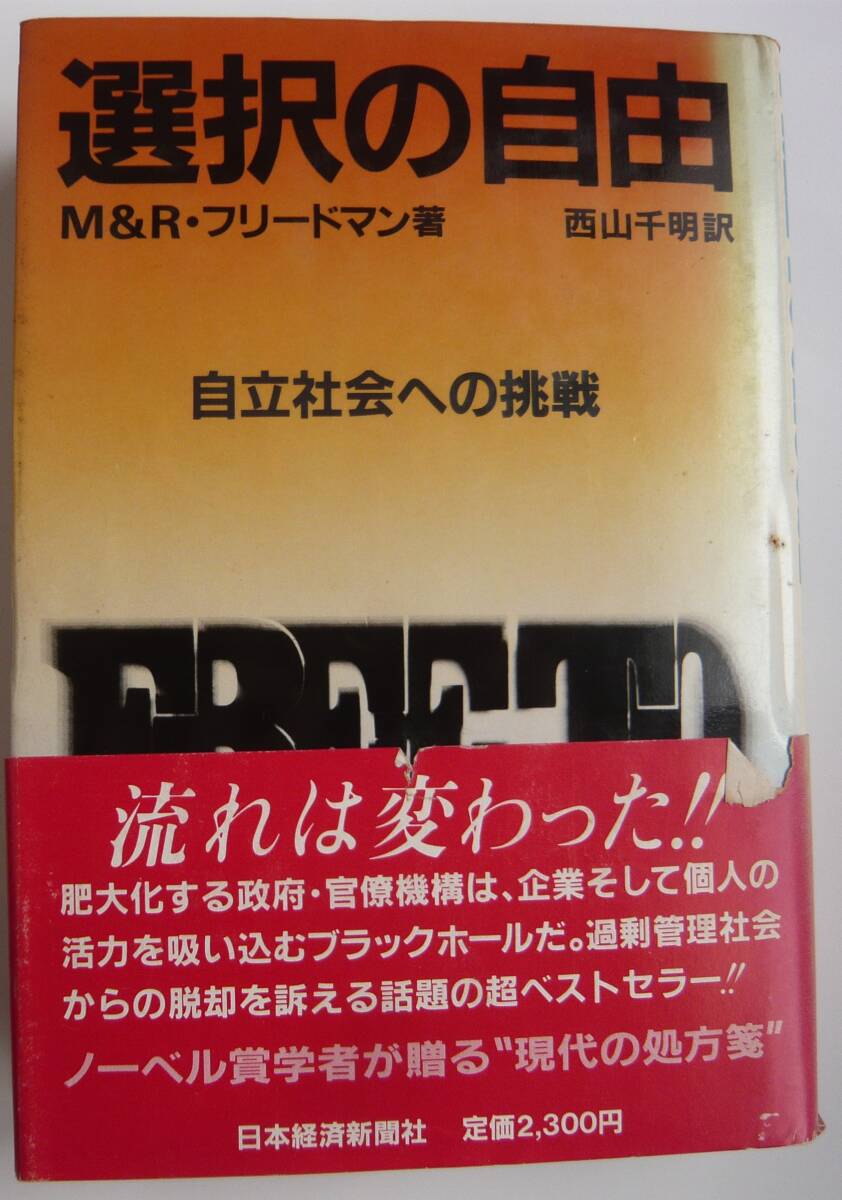 選択の自由
M&R・フリードマン著 西山千明訳
自立社会への挑戦
FREE TO
流れは変わった!!
肥大化する政府・官僚機構は、企業そして個人の
活力を吸い込むブラックホールだ。過剰管理社会
からの脱却を訴える話題の超ベストセラー!!
ノーベル賞学者が贈る“現代の処方箋”
日本経済新聞社 定価2,300円